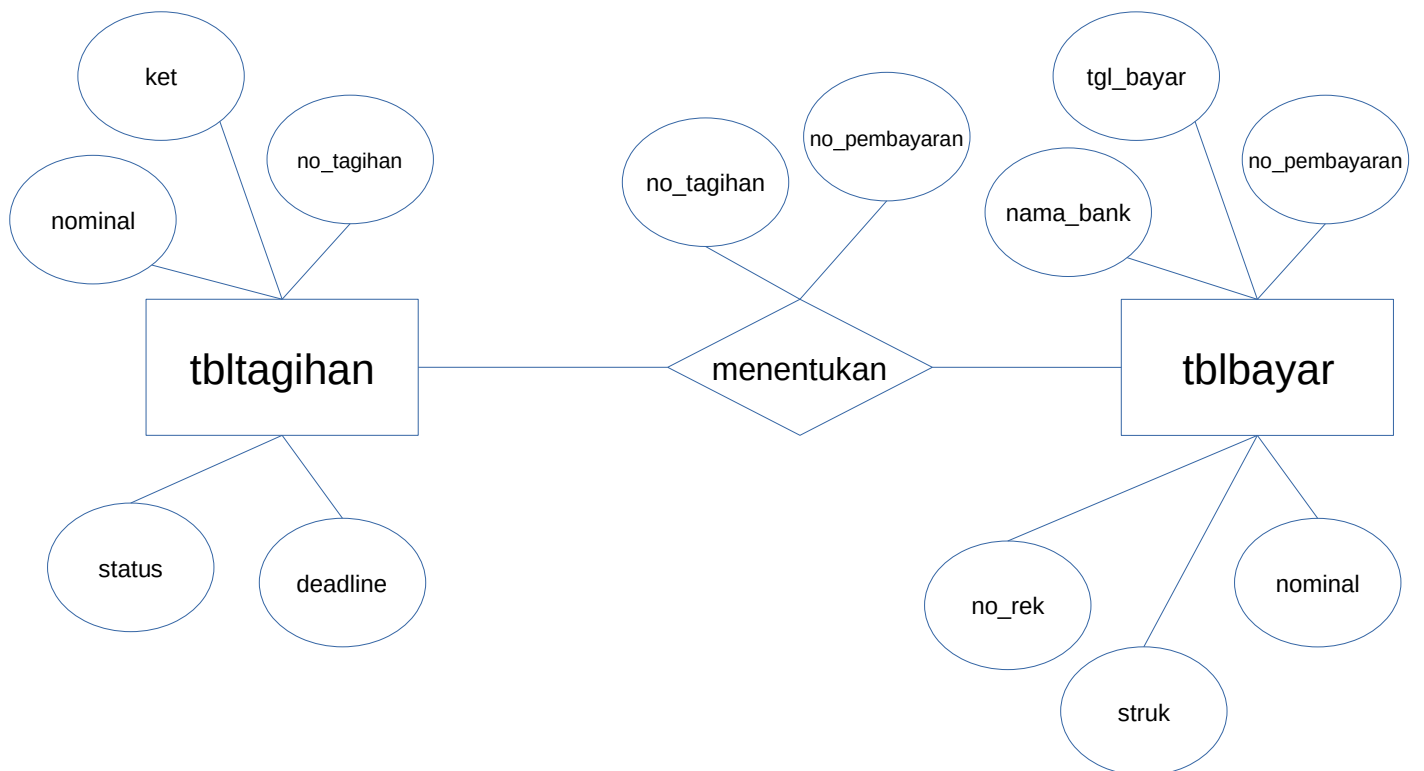 ket
tgl_bayar
no_pembayaran
no_tagihan
no_pembayaran
no_tagihan
nama_bank
nominal
tbltagihan
menentukan
tblbayar
status
deadline
no_rek
nominal
struk